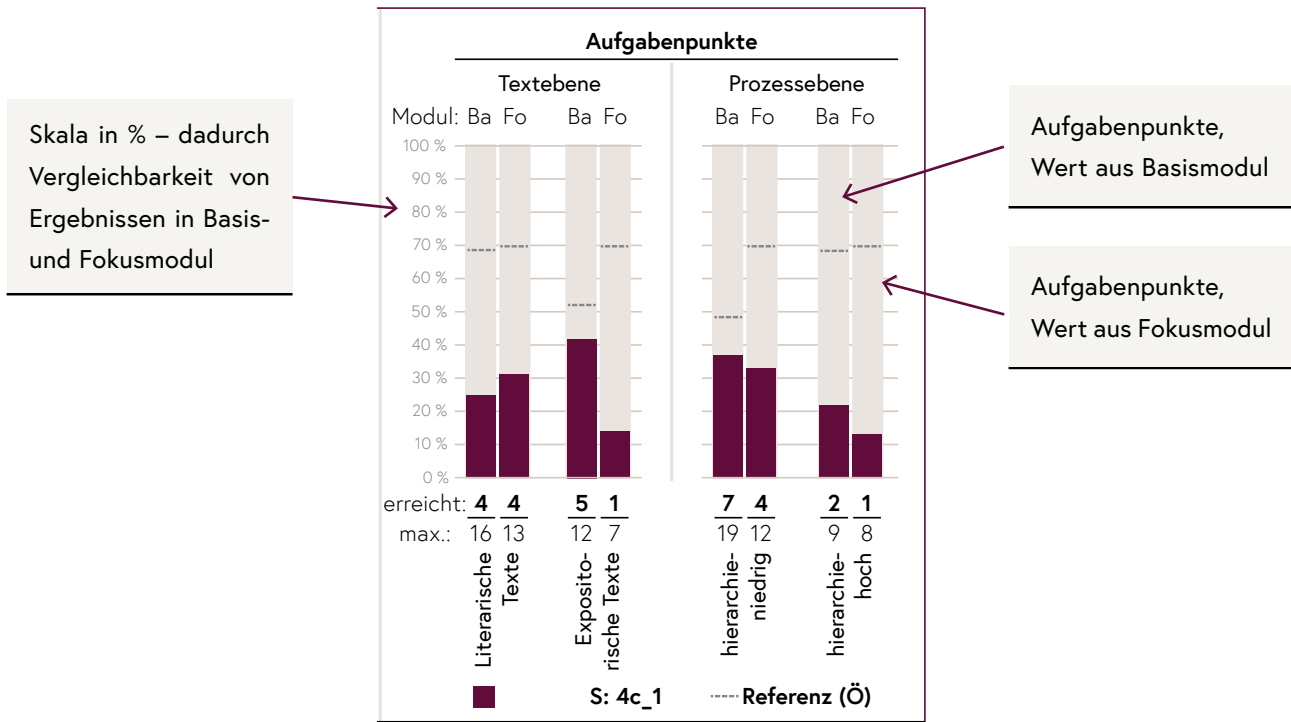 Aufgabenpunkte
Textebene
Prozessebene
Modul: Ba Fo Ba Fo Ba Fo Ba Fo
100 %
90 %
80 %
70 %
60 %
50 %
40 %
30 %
20 %
10 %
0 %
erreicht: 4 4 5 1 7 4 2 1
max.: 16 13 12 7 19 12 9 8
Literarische
Texte
Exposito-
rische Texte
hierarchie-
niedrig
hierarchie-
hoch
S: 4c_1
Referenz (Ö)
Skala in % – dadurch
Vergleichbarkeit von
Ergebnissen in Basis-
und Fokusmodul
Aufgabenpunkte,
Wert aus Basismodul
Aufgabenpunkte,
Wert aus Fokusmodul